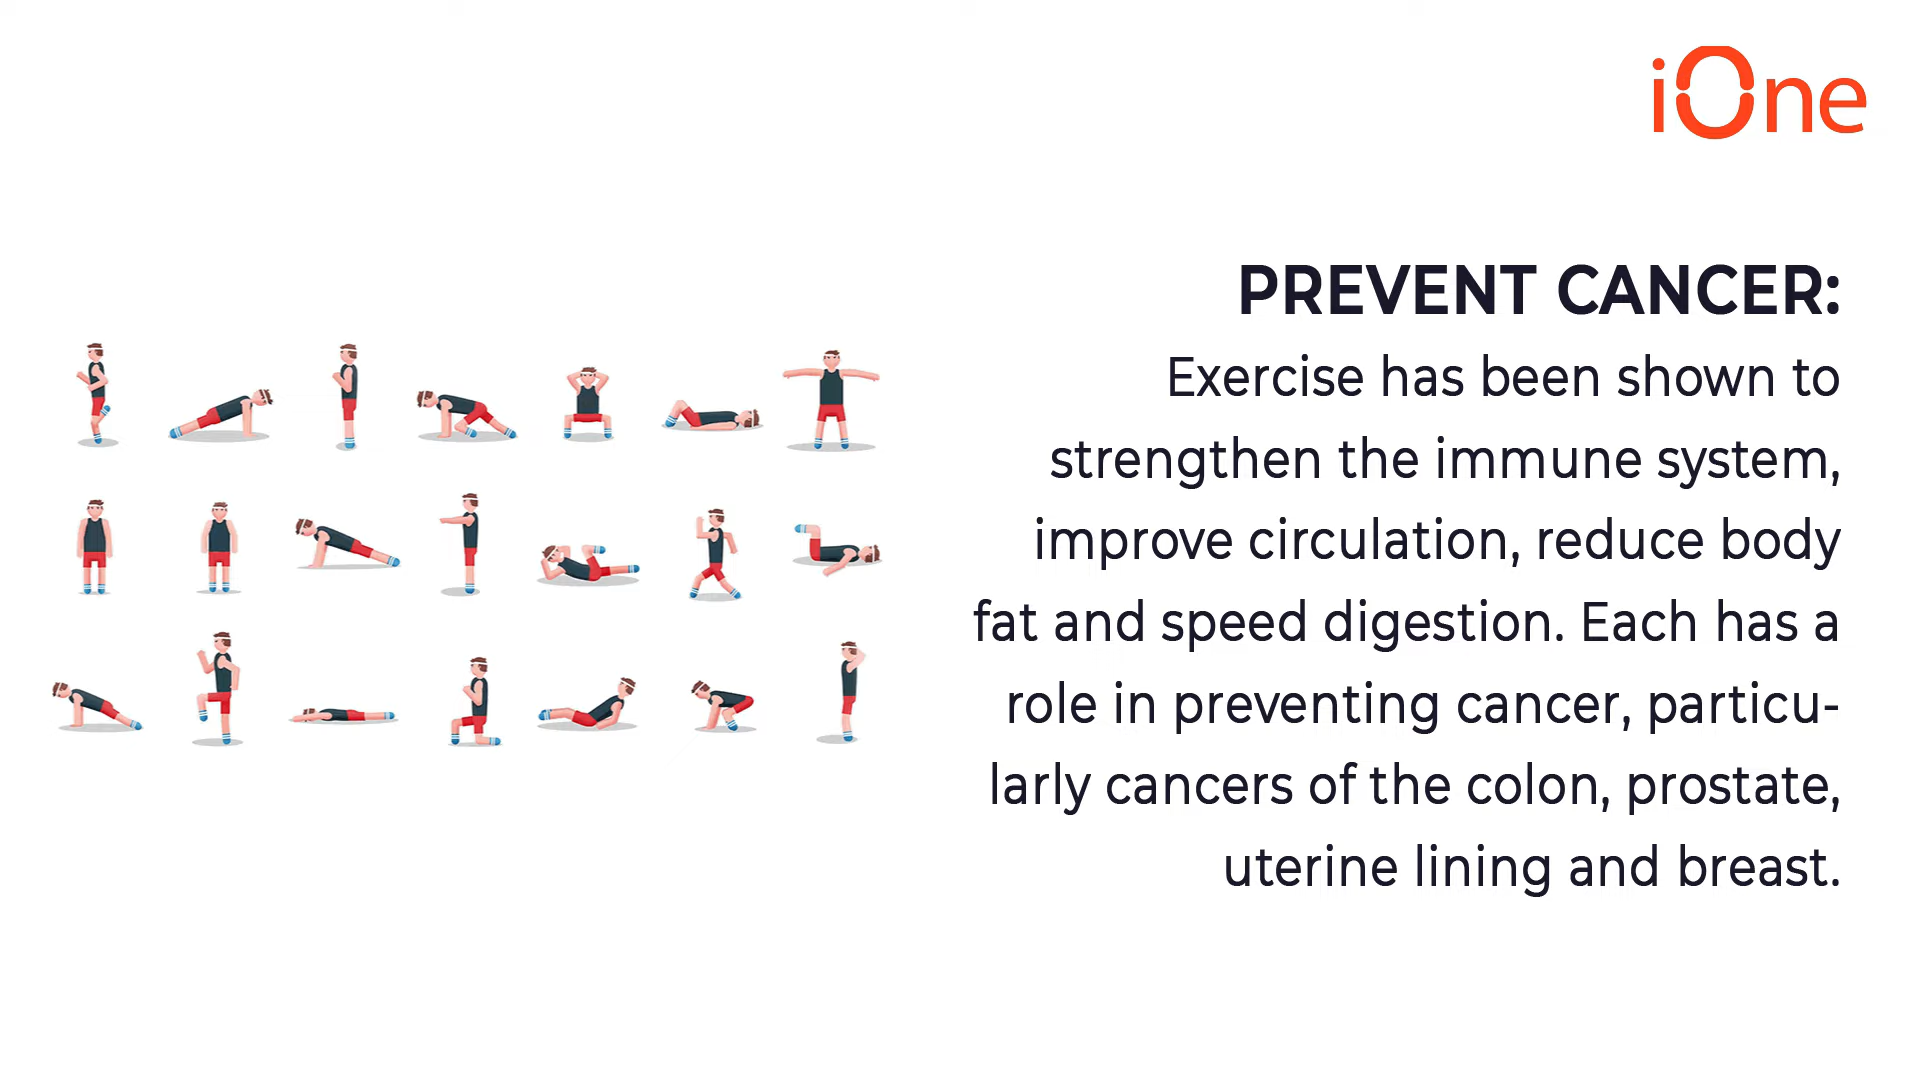 iOne
PREVENT CANCER:
Exercise has been shown to
strengthen the immune system,
improve circulation, reduce body
fat and speed digestion. Each has a
role in preventing cancer, particu-
larly cancers of the colon, prostate,
uterine lining and breast.